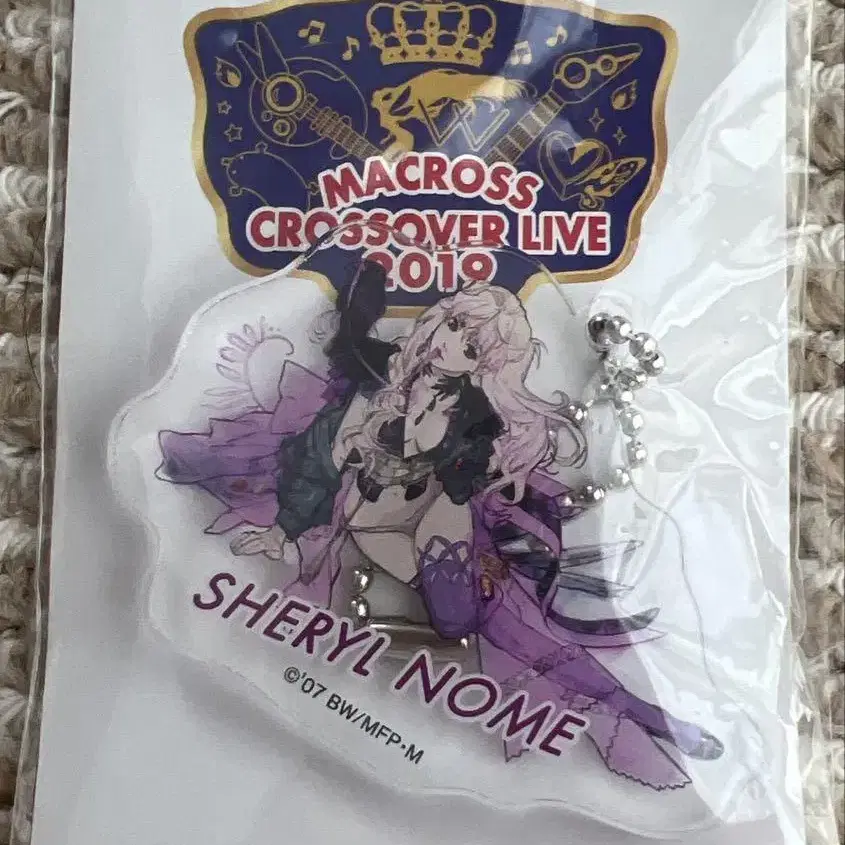 MACROSS
CROSSOVER LIVE
2019
SHERYL NOME
©'07 BW/MFP·M